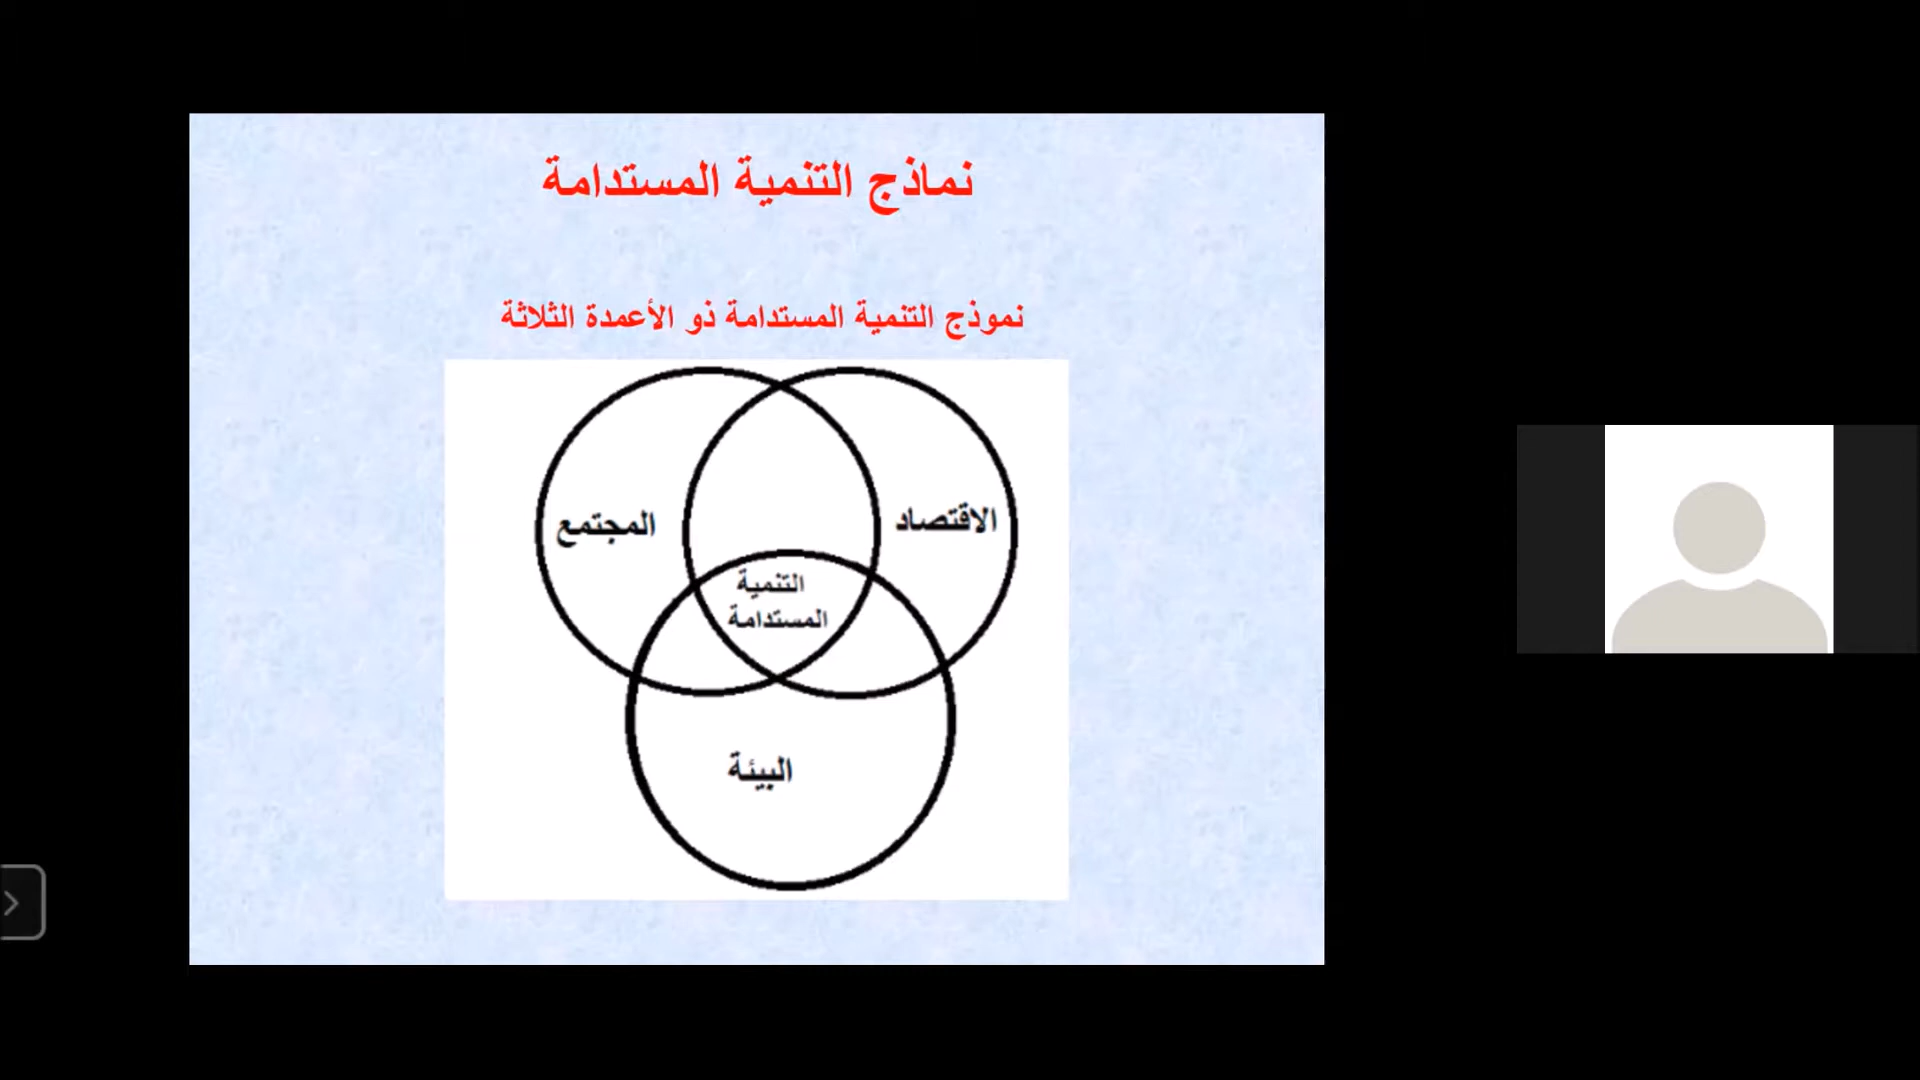 نماذج التنمية المستدامة
نموذج التنمية المستدامة ذو الأعمدة الثلاثة
الاقتصاد
المجتمع
التنمية
المستدامة
البيئة